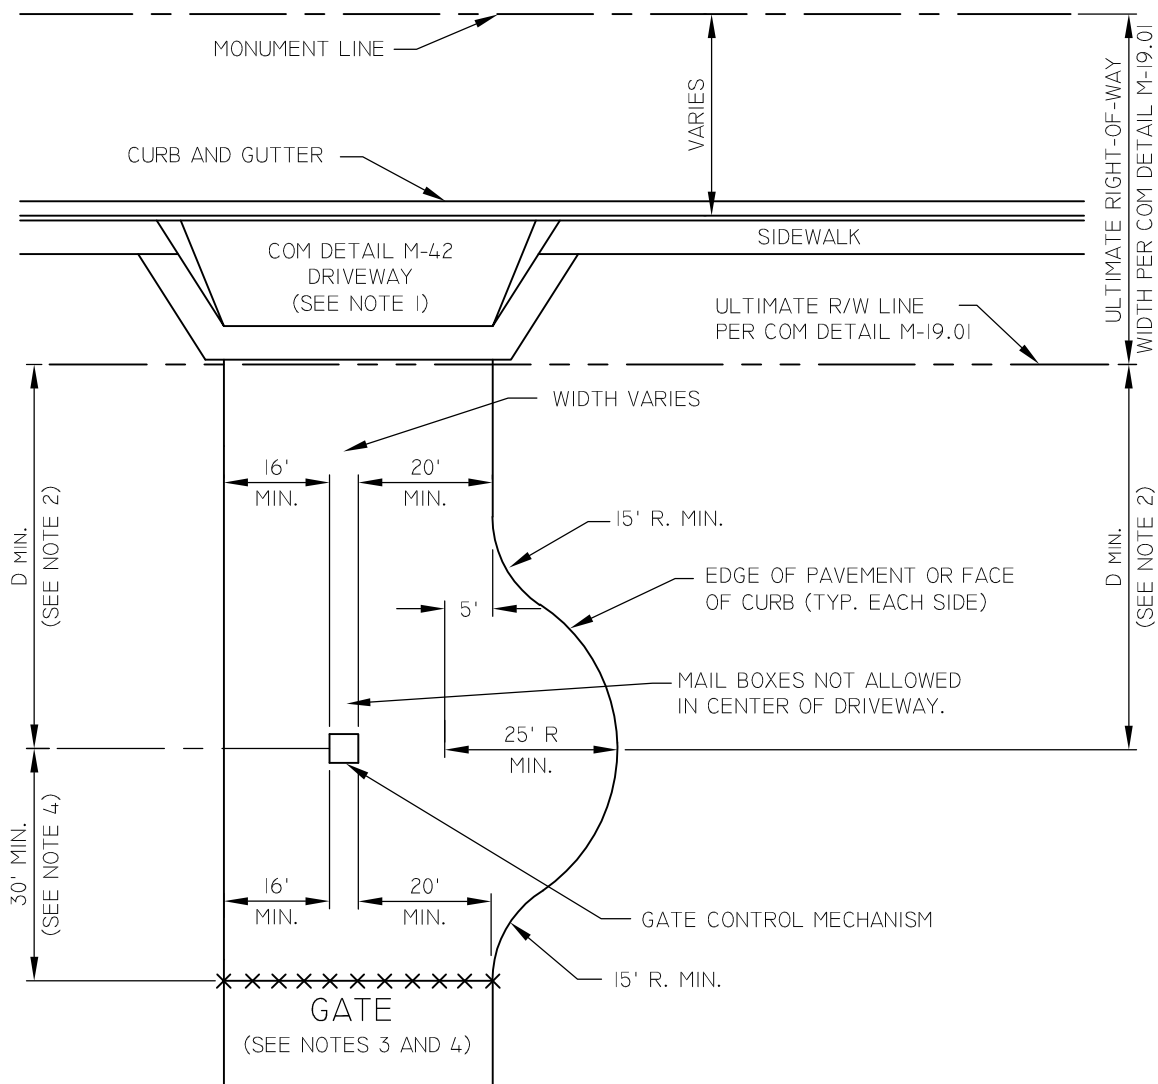 MONUMENT LINE
VARIES
ULTIMATE RIGHT-OF-WAY
WIDTH PER COM DETAIL M-19.01
CURB AND GUTTER
SIDEWALK
COM DETAIL M-42
DRIVEWAY
(SEE NOTE 1)
ULTIMATE R/W LINE
PER COM DETAIL M-19.01
WIDTH VARIES
16'
MIN.
20'
MIN.
D MIN.
(SEE NOTE 2)
15' R. MIN.
D MIN.
(SEE NOTE 2)
EDGE OF PAVEMENT OR FACE
OF CURB (TYP. EACH SIDE)
5'
MAIL BOXES NOT ALLOWED
IN CENTER OF DRIVEWAY.
25' R
MIN.
30' MIN.
(SEE NOTE 4)
16'
MIN.
20'
MIN.
GATE CONTROL MECHANISM
15' R. MIN.
GATE
(SEE NOTES 3 AND 4)